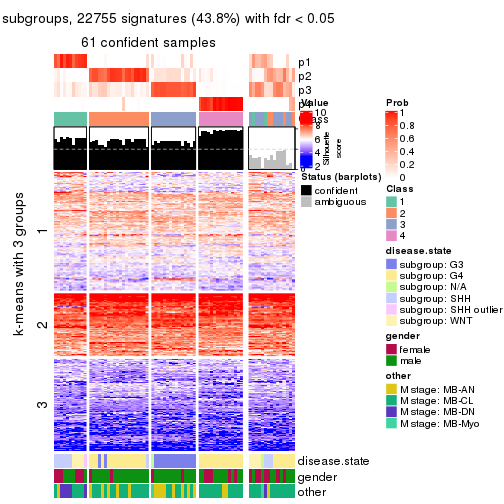 subgroups, 22755 signatures (43.8%) with fdr < 0.05
61 confident samples
p1
p2
p3
p4
Value
10
8
6
4
2
Silhouette
score
Prob
1
0.8
0.6
0.4
0.2
0
Status (barplots)
confident
ambiguous
Class
1
2
3
4
k-means with 3 groups
1
2
3
disease.state
subgroup: G3
subgroup: G4
subgroup: N/A
subgroup: SHH
subgroup: SHH outlier
subgroup: WNT
gender
female
male
other
M stage: MB-AN
M stage: MB-CL
M stage: MB-DN
M stage: MB-Myo
disease.state
gender
other